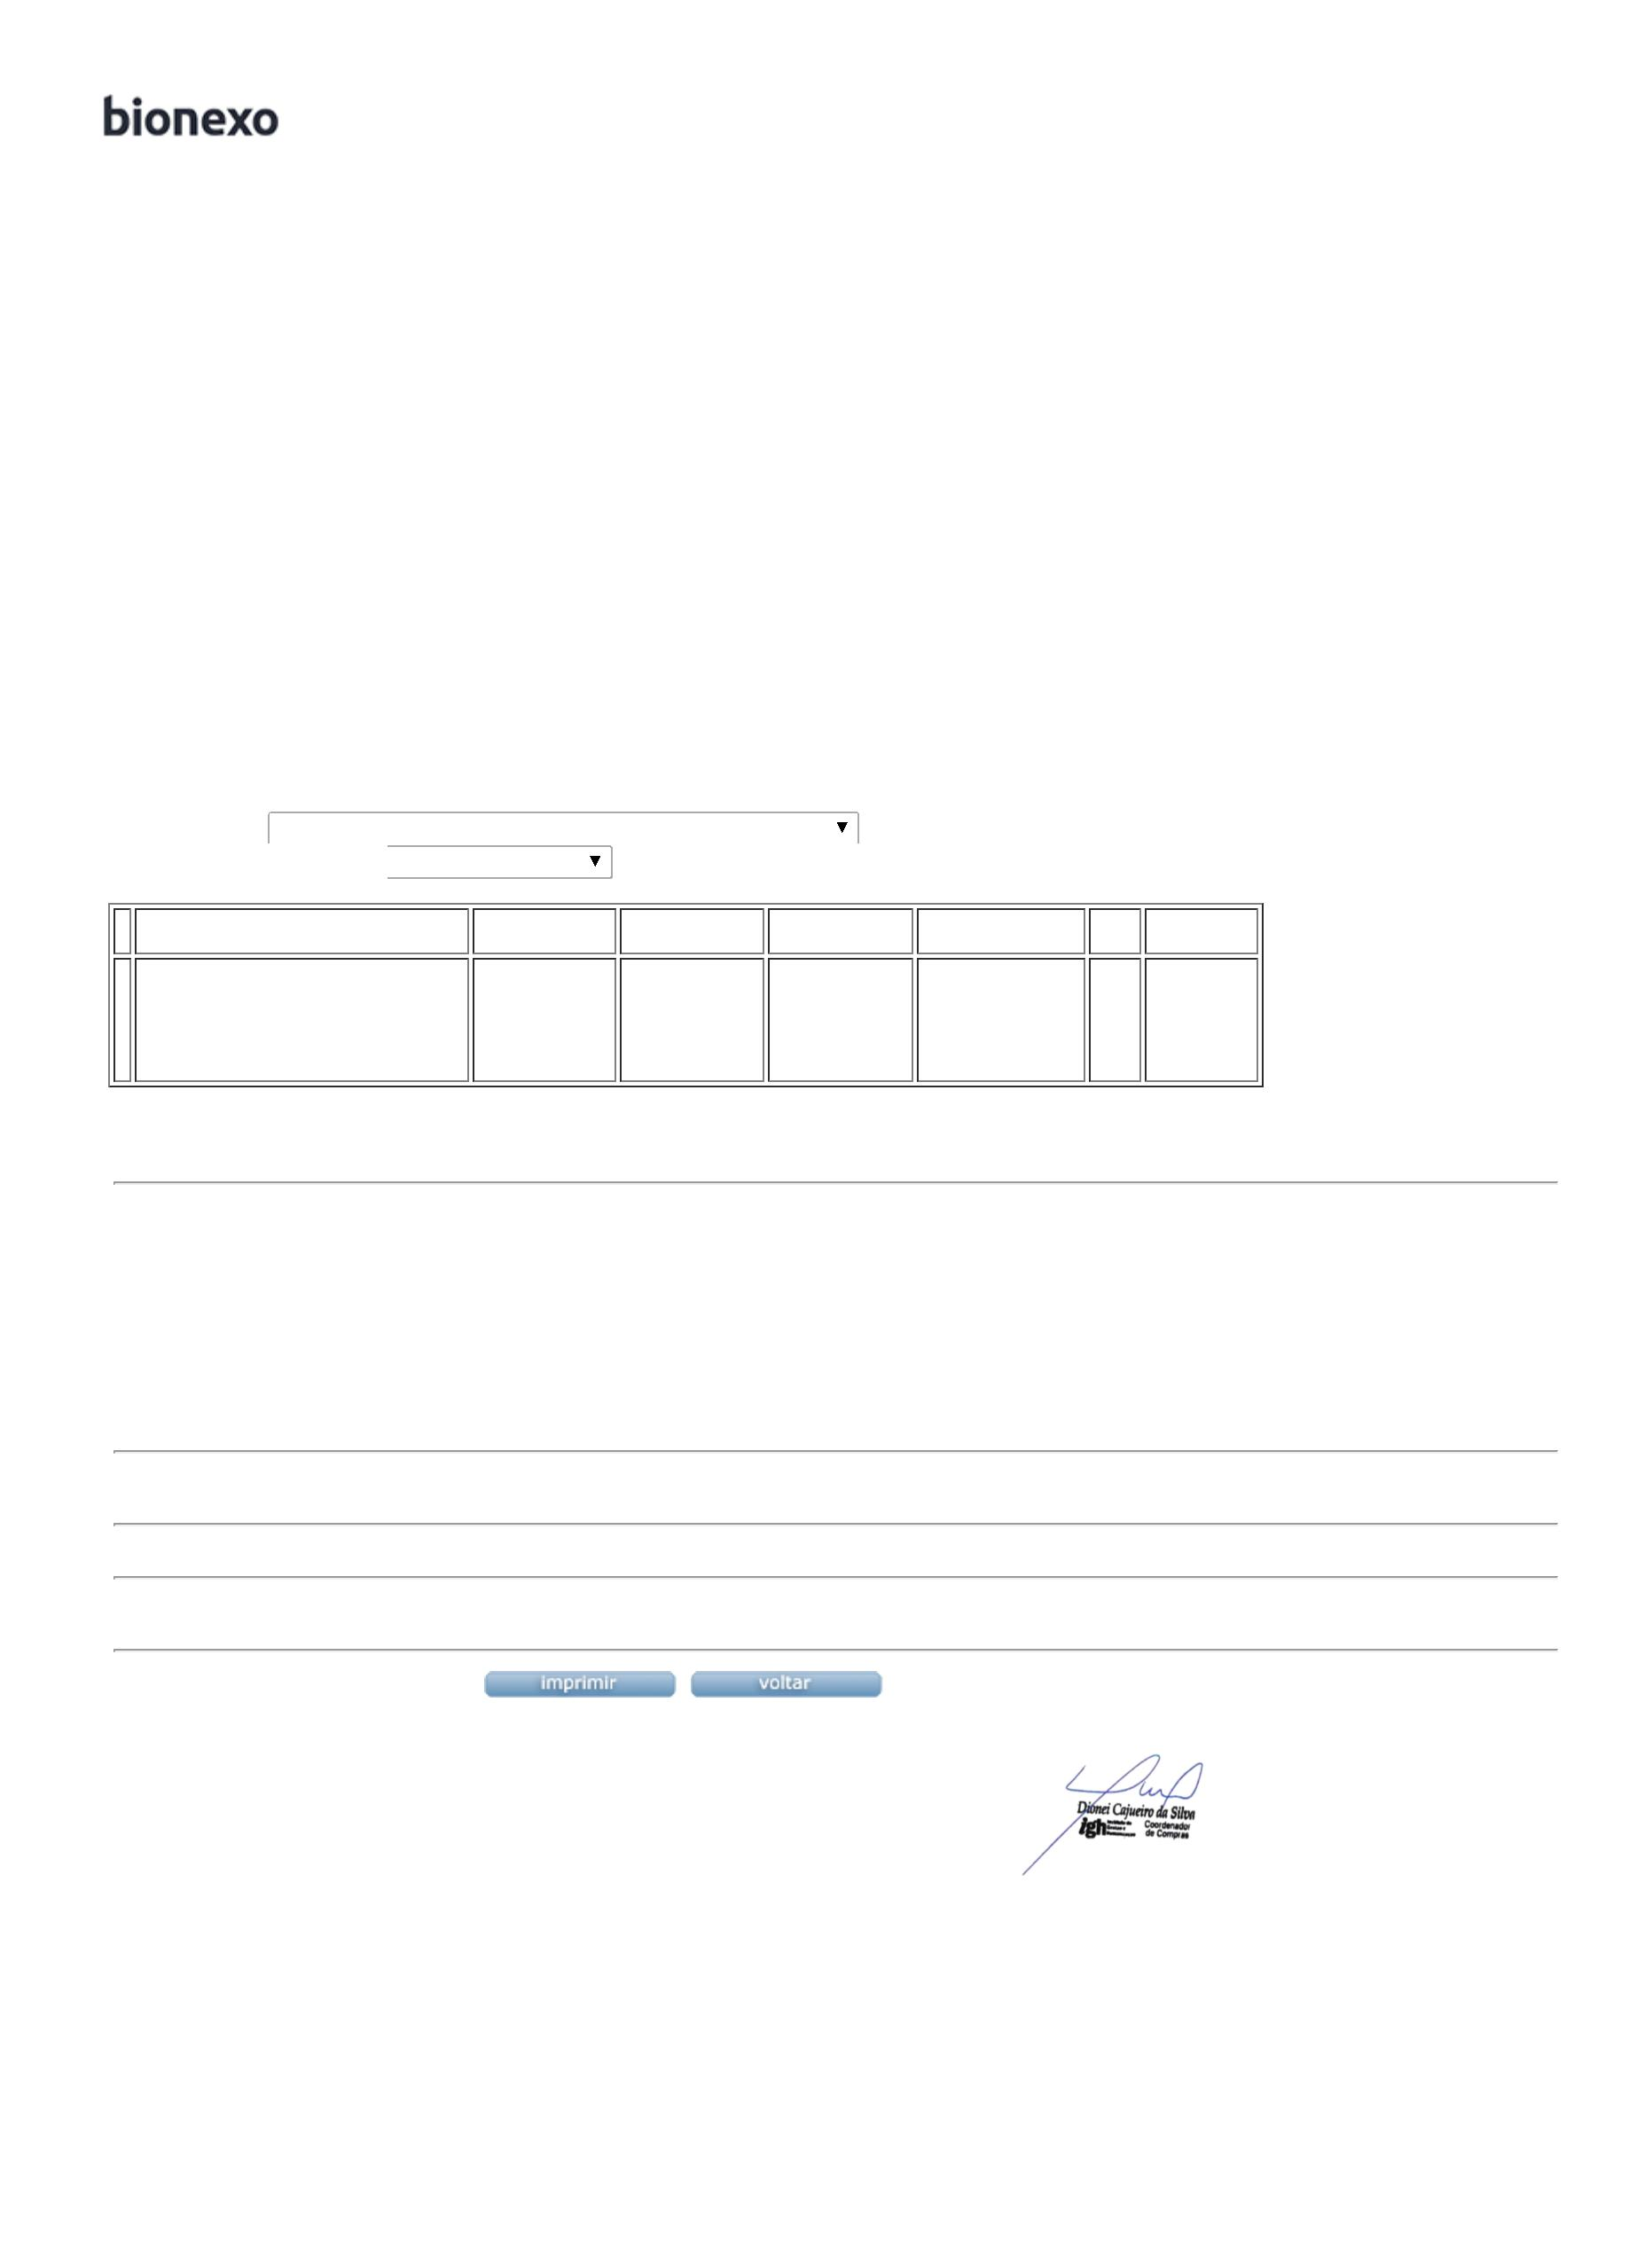 bionexo
imprimir voltar
Dionei Cajueiro da Silva
igh
Coordenador
de Compras